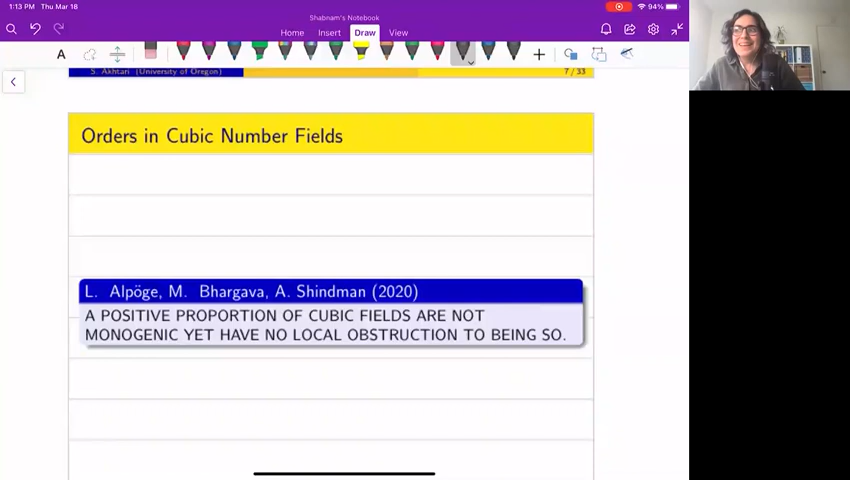 1:13 PM Thu Mar 18
94%
Shabnam's Notebook
Home Insert Draw View
A
S. Akhtari (University of Oregon) 7 / 33
Orders in Cubic Number Fields
L. Alpöge, M. Bhargava, A. Shindman (2020)
A POSITIVE PROPORTION OF CUBIC FIELDS ARE NOT
MONOGENIC YET HAVE NO LOCAL OBSTRUCTION TO BEING SO.